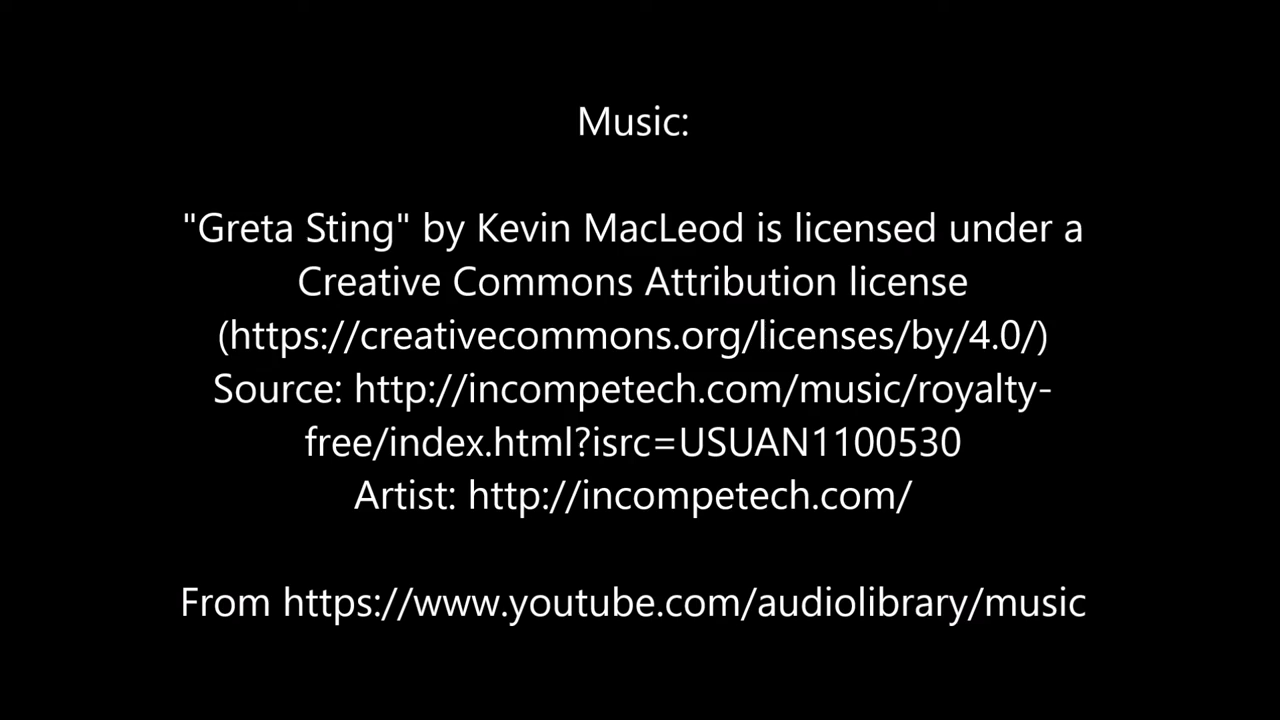 Music:
"Greta Sting" by Kevin MacLeod is licensed under a
Creative Commons Attribution license
(https://creativecommons.org/licenses/by/4.0/)
Source: http://incompetech.com/music/royalty-
free/index.html?isrc=USUAN1100530
Artist: http://incompetech.com/
From https://www.youtube.com/audiolibrary/music